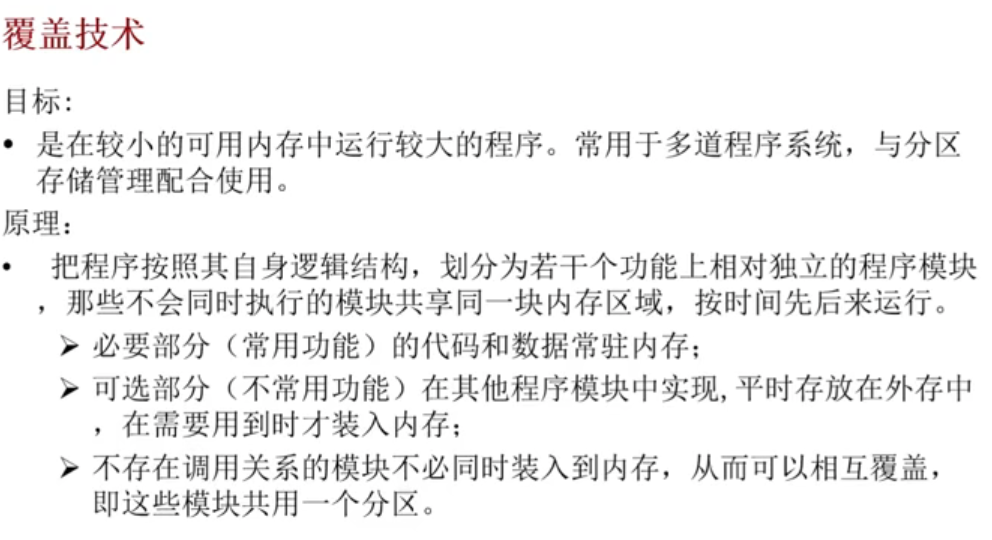 覆盖技术
目标:
• 是在较小的可用内存中运行较大的程序。常用于多道程序系统，与分区
存储管理配合使用。
原理：
• 把程序按照其自身逻辑结构，划分为若干个功能上相对独立的程序模块
，那些不会同时执行的模块共享同一块内存区域，按时间先后来运行。
➢ 必要部分（常用功能）的代码和数据常驻内存；
➢ 可选部分（不常用功能）在其他程序模块中实现,平时存放在外存中
，在需要用到时才装入内存；
➢ 不存在调用关系的模块不必同时装入到内存，从而可以相互覆盖，
即这些模块共用一个分区。